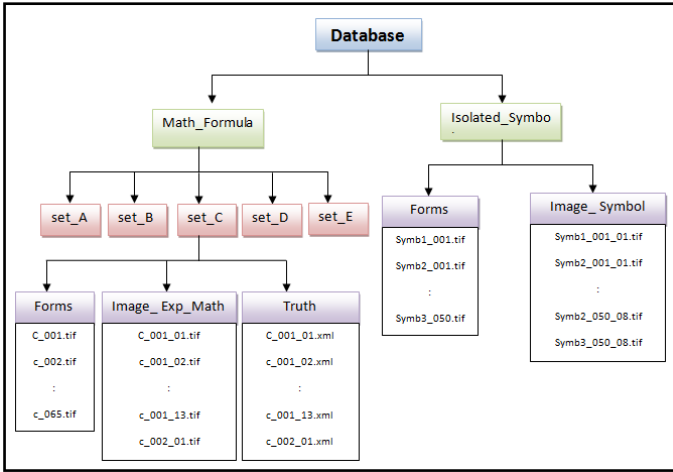 Database
Math_Formula
Isolated_Symbo
.
set_A
set_B
set_C
set_D
set_E
Forms
C_001.tif
c_002.tif
:
c_065.tif
Image_ Exp_Math
C_001_01.tif
c_001_02.tif
:
c_001_13.tif
c_002_01.tif
Truth
C_001_01.xml
c_001_02.xml
:
c_001_13.xml
c_002_01.xml
Forms
Symb1_001.tif
Symb2_001.tif
:
Symb3_050.tif
Image_ Symbol
Symb1_001_01.tif
Symb2_001_01.tif
:
Symb2_050_08.tif
Symb3_050_08.tif